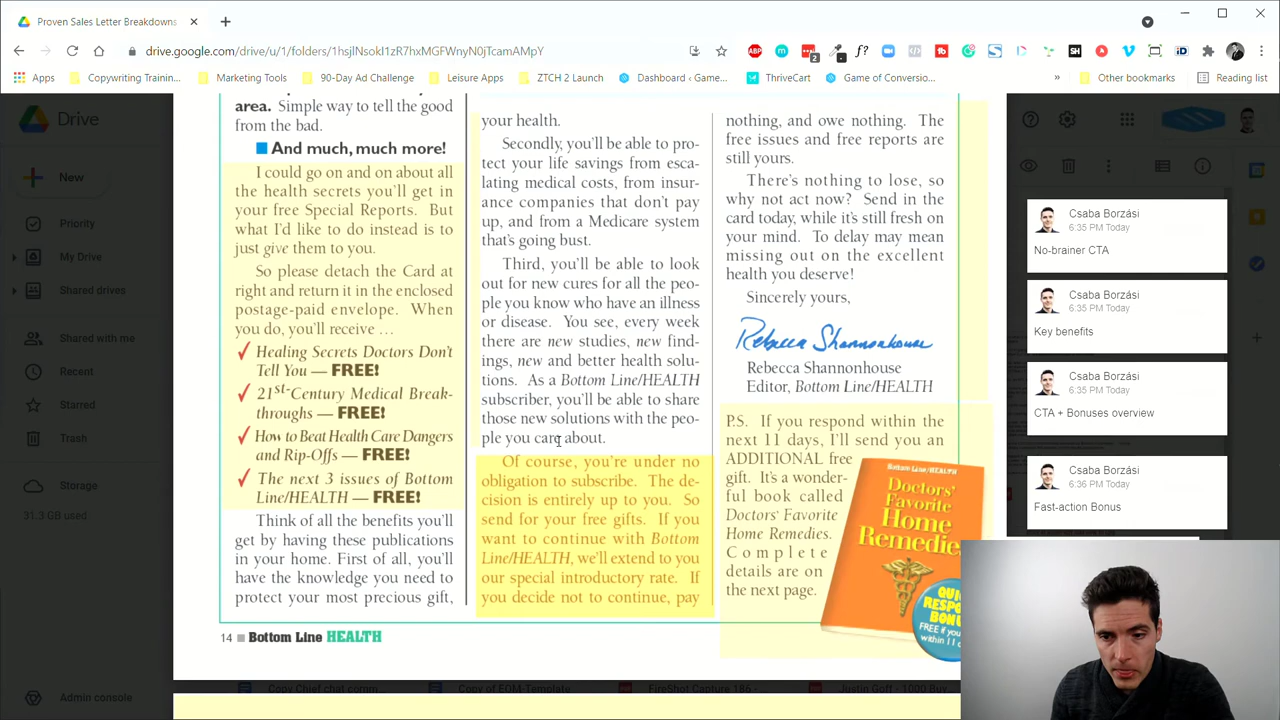 Proven Sales Letter Breakdowns
drive.google.com/drive/u/1/folders/1hsjlNsokI1zR7hxMGFWnyN0jTcamAMpY
Apps
Copywriting Trainin...
Marketing Tools
90-Day Ad Challenge
Leisure Apps
ZTCH 2 Launch
Dashboard ‹ Game...
ThriveCart
Game of Conversio...
»
Other bookmarks
Reading list
Drive
New
Priority
My Drive
Shared drives
Shared with me
Recent
Starred
Trash
Storage
31.3 GB used
Admin console
area. Simple way to tell the good
from the bad.
And much, much more!
I could go on and on about all
the health secrets you'll get in
your free Special Reports. But
what I'd like to do instead is to
just give them to you.
So please detach the Card at
right and return it in the enclosed
postage-paid envelope. When
you do, you'll receive …
Healing Secrets Doctors Don't
Tell You — FREE!
21st-Century Medical Break-
throughs — FREE!
How to Beat Health Care Dangers
and Rip-Offs — FREE!
The next 3 issues of Bottom
Line/HEALTH — FREE!
Think of all the benefits you'll
get by having these publications
in your home. First of all, you'll
have the knowledge you need to
protect your most precious gift,
your health.
Secondly, you'll be able to pro-
tect your life savings from esca-
lating medical costs, from insur-
ance companies that don't pay
up, and from a Medicare system
that's going bust.
Third, you'll be able to look
out for new cures for all the peo-
ple you know who have an illness
or disease. You see, every week
there are new studies, new find-
ings, new and better health solu-
tions. As a Bottom Line/HEALTH
subscriber, you'll be able to share
those new solutions with the peo-
ple you care about.
Of course, you're under no
obligation to subscribe. The de-
cision is entirely up to you. So
send for your free gifts. If you
want to continue with Bottom
Line/HEALTH, we'll extend to you
our special introductory rate. If
you decide not to continue, pay
nothing, and owe nothing. The
free issues and free reports are
still yours.
There's nothing to lose, so
why not act now? Send in the
card today, while it's still fresh on
your mind. To delay may mean
missing out on the excellent
health you deserve!
Sincerely yours,
Rebecca Shannonhouse
Rebecca Shannonhouse
Editor, Bottom Line/HEALTH
P.S. If you respond within the
next 11 days, I'll send you an
ADDITIONAL free
gift. It's a wonder-
ful book called
Doctors' Favorite
Home Remedies.
Complete
details are on
the next page.
Bottom Line/HEALTH
Doctors'
Favorite
Home
Remedies
14 Bottom Line HEALTH
Csaba Borzási
6:35 PM Today
No-brainer CTA
Csaba Borzási
6:35 PM Today
Key benefits
Csaba Borzási
6:35 PM Today
CTA + Bonuses overview
Csaba Borzási
6:36 PM Today
Fast-action Bonus
Copy Chief chat comm...
Copy of EOM-Template
FireShot Capture 186 -
Justin Goff - 1000 Buy